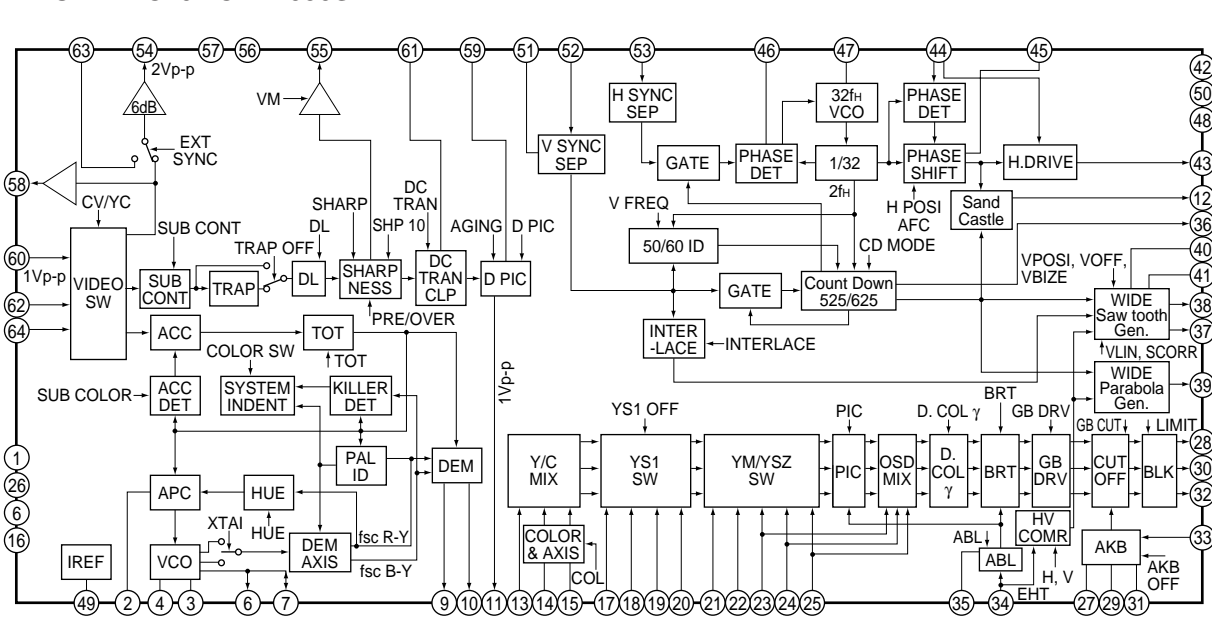 63 54 57 56 55 61 59 51 52 53 46 47 44 45
2Vp-p
6dB
VM
EXT
SYNC
H SYNC
SEP
V SYNC
SEP
GATE
PHASE
DET
32fH
VCO
1/32
2fH
PHASE
DET
PHASE
SHIFT
H.DRIVE
H POSI
AFC
Sand
Castle
42
50
48
43
12
36
40
41
38
37
39
28
30
32
33
58
60
1Vp-p
62
64
CV/YC
VIDEO
SW
SUB CONT
SUB
CONT
TRAP OFF
TRAP
DL
DL
SHARP
SHP 10
SHARP
NESS
PRE/OVER
DC
TRAN
DC
TRAN
CLP
AGING
D PIC
D PIC
V FREQ
50/60 ID
CD MODE
GATE
Count Down
525/625
INTER
-LACE
INTERLACE
VPOSI, VOFF,
VBIZE
WIDE
Saw tooth
Gen.
VLIN, SCORR
WIDE
Parabola
Gen.
ACC
TOT
TOT
COLOR SW
SUB COLOR
ACC
DET
SYSTEM
INDENT
KILLER
DET
PAL
ID
DEM
1Vp-p
APC
HUE
HUE
XTAI
VCO
DEM
AXIS
fsc R-Y
fsc B-Y
IREF
1
26
6
16
Y/C
MIX
YS1 OFF
YS1
SW
YM/YSZ
SW
PIC
PIC
OSD
MIX
D. COL γ
D.
COL
γ
BRT
BRT
GB DRV
GB
DRV
GB CUT
CUT
OFF
LIMIT
BLK
COLOR
& AXIS
COL
ABL
ABL
EHT
HV
COMR
H, V
AKB
AKB
OFF
49 2 4 3 6 7 9 10 11 13 14 15 17 18 19 20 21 22 23 24 25 35 34 27 29 31